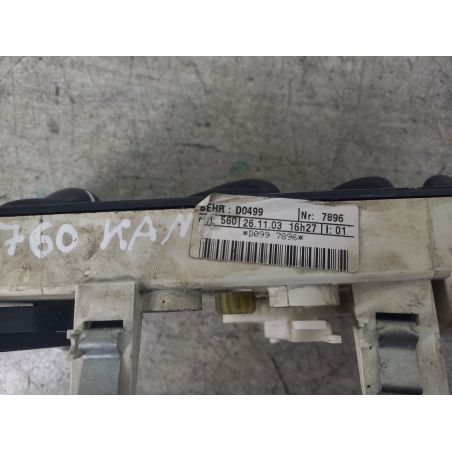 BEHR: D0499 Nr: 7896
560 26.11.03 16h27 I: 01
*D099 7896*
760 KAN